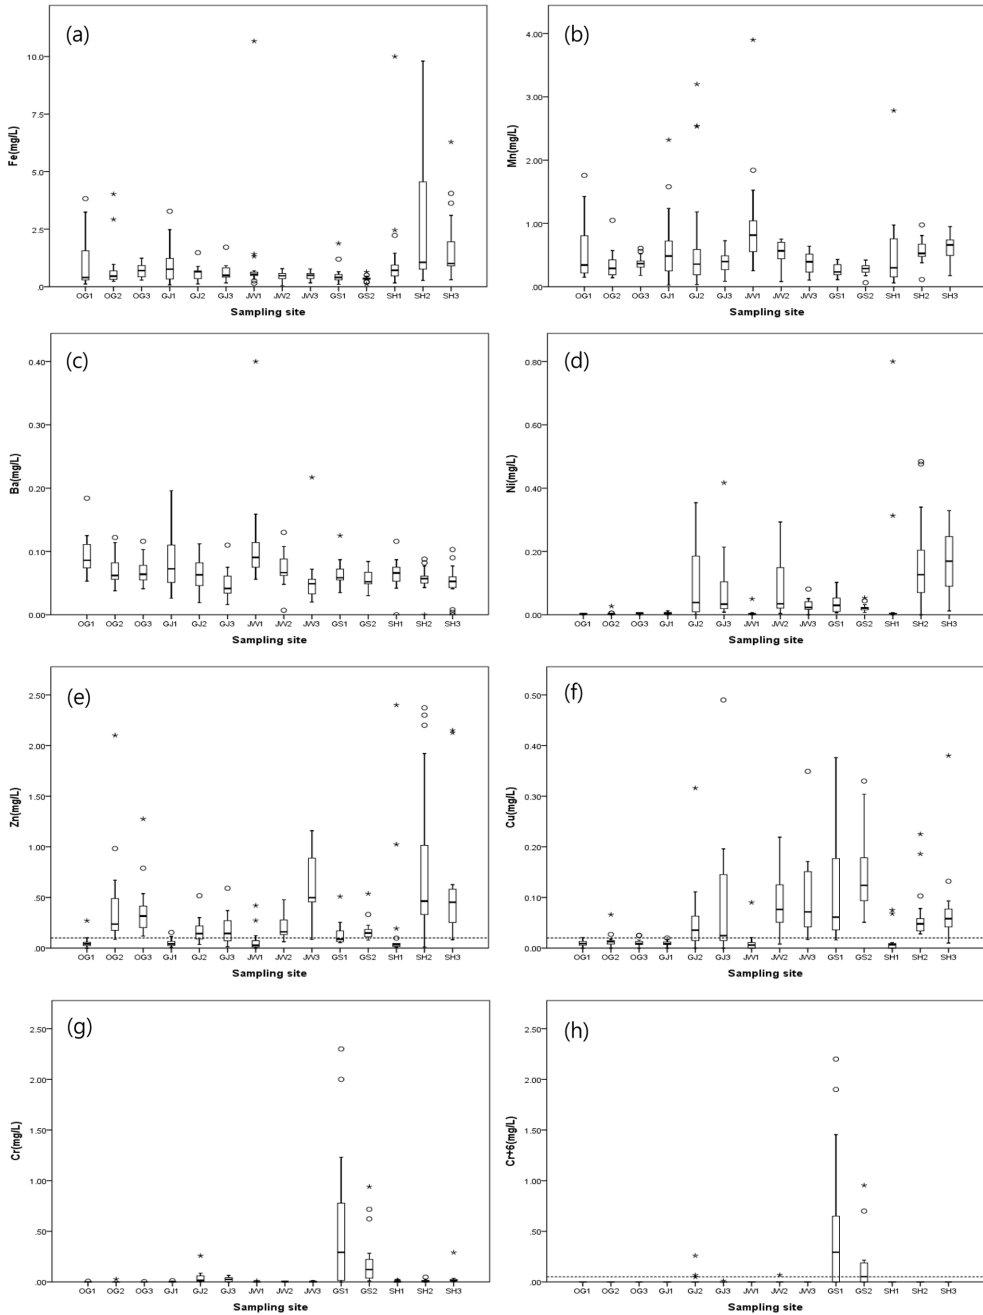 (a)
Fe(mg/L)
10.0
7.5
5.0
2.5
.0
OG1 OG2 OG3 GJ1 GJ2 GJ3 JW1 JW2 JW3 GS1 GS2 SH1 SH2 SH3
Sampling site
(b)
Mn(mg/L)
4.00
3.00
2.00
1.00
.00
OG1 OG2 OG3 GJ1 GJ2 GJ3 JW1 JW2 JW3 GS1 GS2 SH1 SH2 SH3
Sampling site
(c)
Ba(mg/L)
0.40
0.30
0.20
0.10
0.00
OG1 OG2 OG3 GJ1 GJ2 GJ3 JW1 JW2 JW3 GS1 GS2 SH1 SH2 SH3
Sampling site
(d)
Ni(mg/L)
0.80
0.60
0.40
0.20
0.00
OG1 OG2 OG3 GJ1 GJ2 GJ3 JW1 JW2 JW3 GS1 GS2 SH1 SH2 SH3
Sampling site
(e)
Zn(mg/L)
2.50
2.00
1.50
1.00
.50
.00
OG1 OG2 OG3 GJ1 GJ2 GJ3 JW1 JW2 JW3 GS1 GS2 SH1 SH2 SH3
Sampling site
(f)
Cu(mg/L)
0.50
0.40
0.30
0.20
0.10
0.00
OG1 OG2 OG3 GJ1 GJ2 GJ3 JW1 JW2 JW3 GS1 GS2 SH1 SH2 SH3
Sampling site
(g)
Cr(mg/L)
2.50
2.00
1.50
1.00
.50
.00
OG1 OG2 OG3 GJ1 GJ2 GJ3 JW1 JW2 JW3 GS1 GS2 SH1 SH2 SH3
Sampling site
(h)
Cr+6(mg/L)
2.50
2.00
1.50
1.00
.50
.00
OG1 OG2 OG3 GJ1 GJ2 GJ3 JW1 JW2 JW3 GS1 GS2 SH1 SH2 SH3
Sampling site